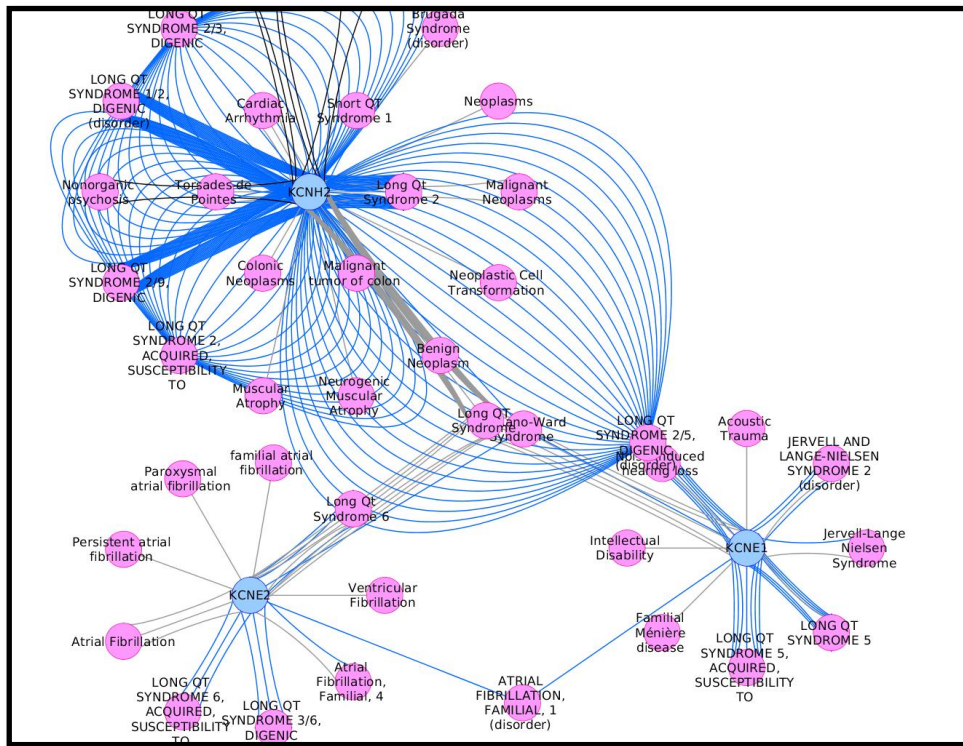 LONG QT
SYNDROME 2/3,
DIGENIC
Brugada
Syndrome
(disorder)
LONG QT
SYNDROME 1/2,
DIGENIC
(disorder)
Cardiac
Arrhythmia
Short QT
Syndrome 1
Neoplasms
Nonorganic
psychosis
Torsades de
Pointes
KCNH2
Long Qt
Syndrome 2
Malignant
Neoplasms
LONG QT
SYNDROME 2/9,
DIGENIC
Colonic
Neoplasms
Malignant
tumor of colon
Neoplastic Cell
Transformation
LONG QT
SYNDROME 2,
ACQUIRED,
SUSCEPTIBILITY
TO
Benign
Neoplasm
Muscular
Atrophy
Neurogenic
Muscular
Atrophy
Long QT
Syndrome
ano-Ward
Syndrome
LONG QT
SYNDROME 2/5,
DIGENIC
(disorder)
hearing loss
Acoustic
Trauma
JERVELL AND
LANGE-NIELSEN
SYNDROME 2
(disorder)
Paroxysmal
atrial fibrillation
familial atrial
fibrillation
Long Qt
Syndrome 6
Persistent atrial
fibrillation
Intellectual
Disability
KCNE1
Jervell-Lange
Nielsen
Syndrome
KCNE2
Ventricular
Fibrillation
Atrial Fibrillation
Familial
Ménière
disease
LONG QT
SYNDROME 5
LONG QT
SYNDROME 5,
ACQUIRED,
SUSCEPTIBILITY
TO
Atrial
Fibrillation,
Familial, 4
ATRIAL
FIBRILLATION,
FAMILIAL, 1
(disorder)
LONG QT
SYNDROME 6,
ACQUIRED,
SUSCEPTIBILITY
TO
LONG QT
SYNDROME 3/6,
DIGENIC